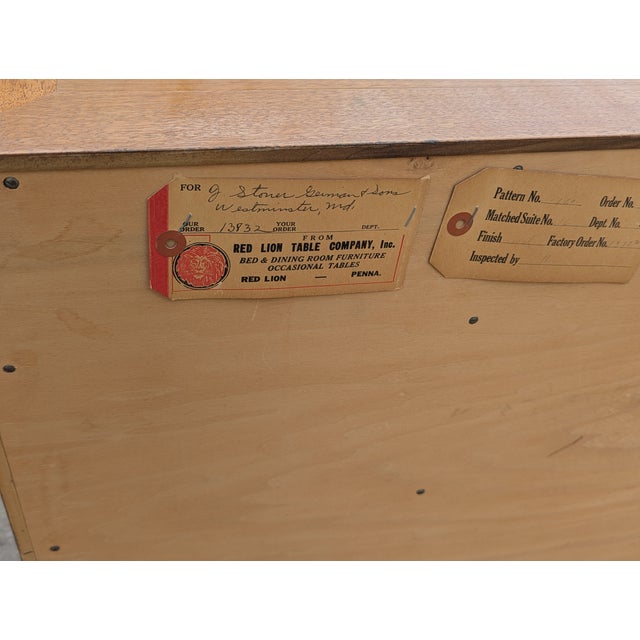 FOR J. Stoner Geiman & Sons
Westminster, Md.
OUR ORDER 13832 YOUR ORDER DEPT.
FROM
RED LION TABLE COMPANY, Inc.
BED & DINING ROOM FURNITURE
OCCASIONAL TABLES
RED LION — PENNA.
Pattern No. Order No.
Matched Suite No. Dept. No.
Finish Factory Order No.
Inspected by